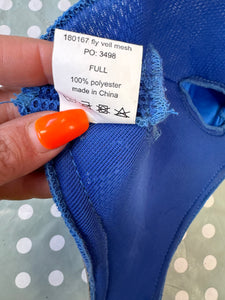 180167 fly veil mesh
PO: 3498
FULL
100% polyester
made in China